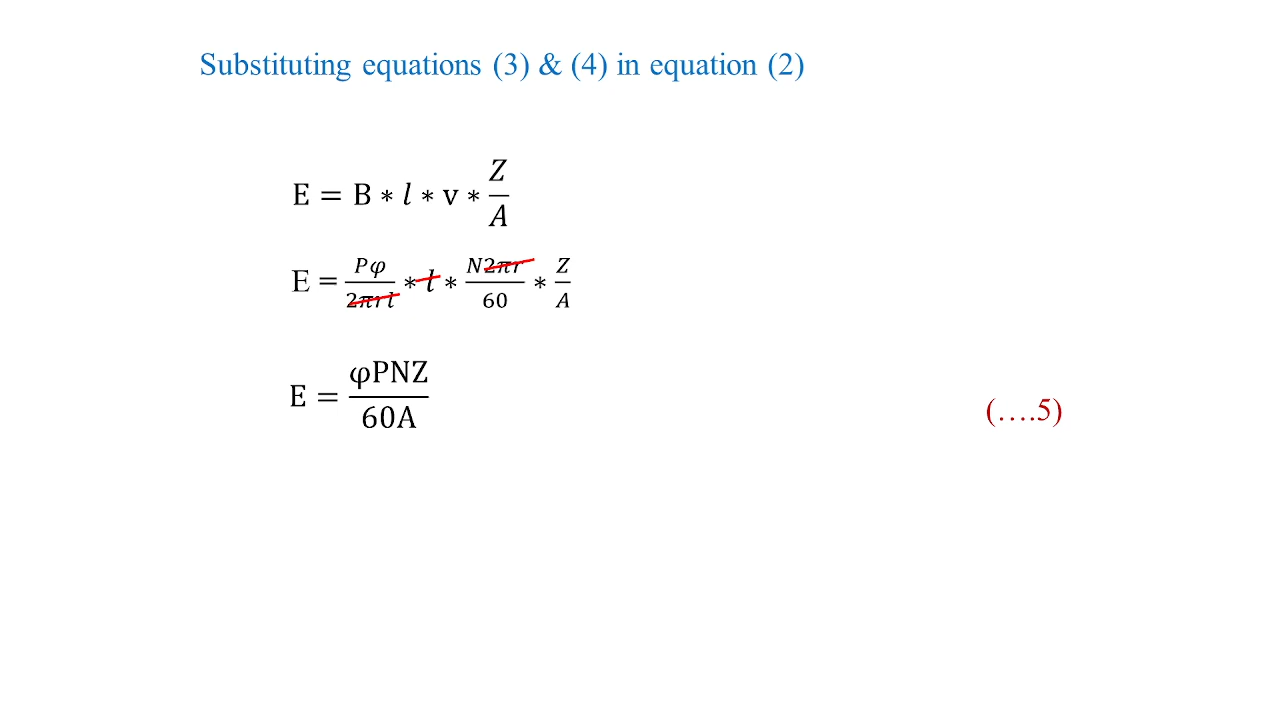 Substituting equations (3) & (4) in equation (2)
E = B ∗ l ∗ v ∗ Z/A
E = Pφ/2πrl ∗ l ∗ N2πr/60 ∗ Z/A
E = φPNZ/60A
(….5)